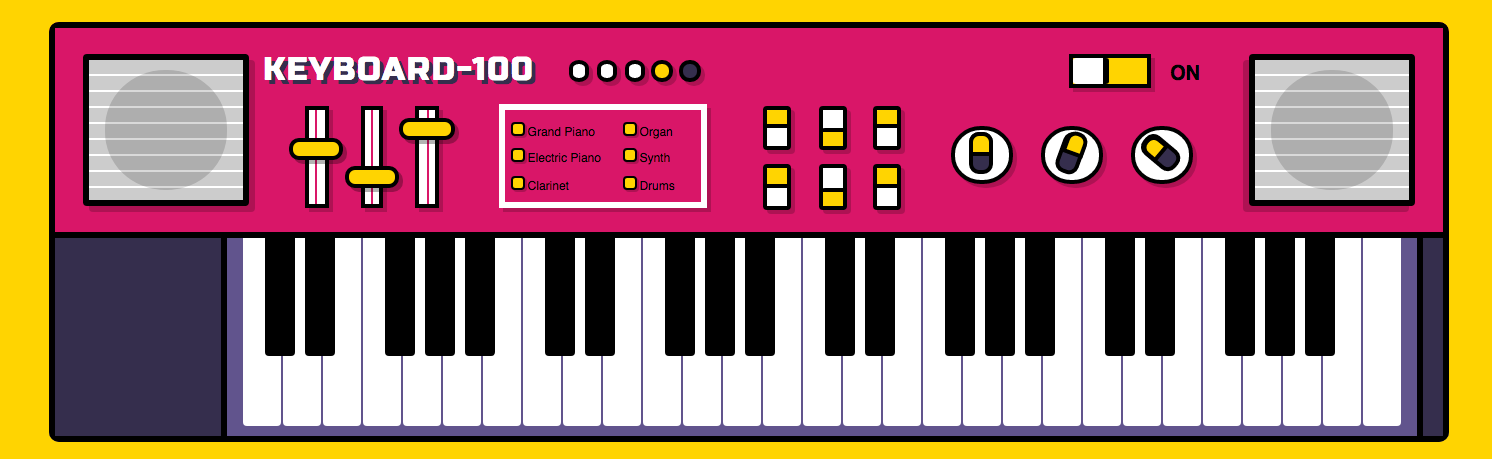 KEYBOARD-100
ON
Grand Piano
Organ
Electric Piano
Synth
Clarinet
Drums